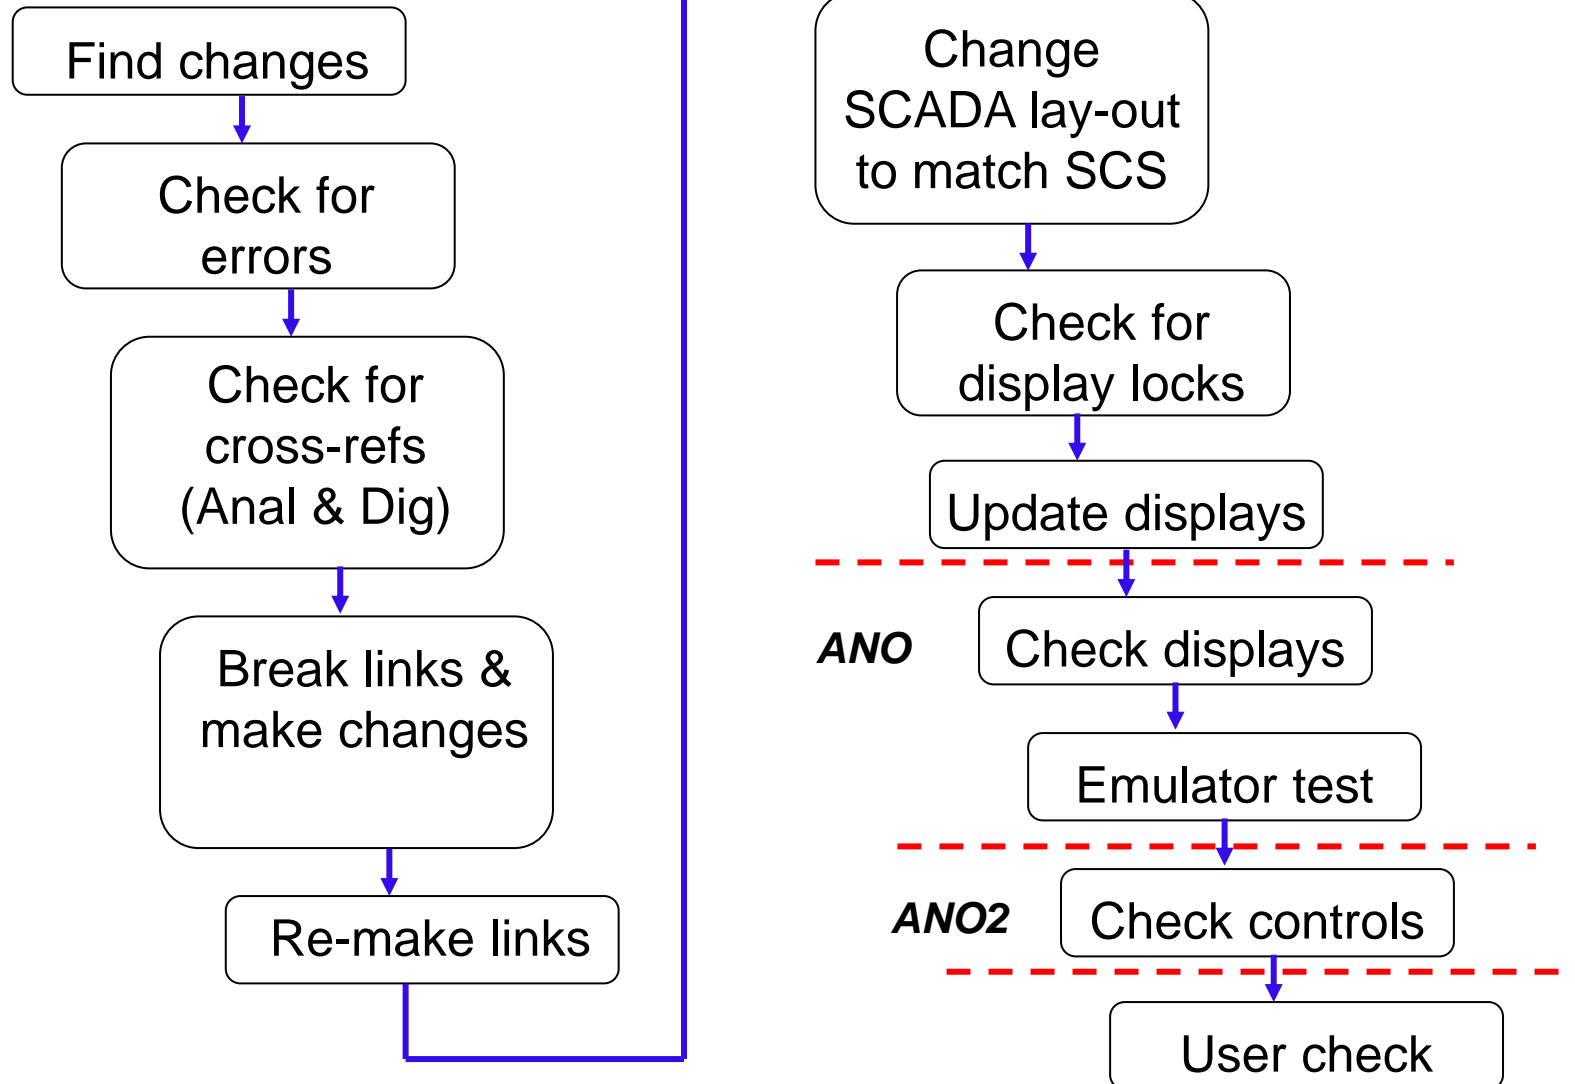 Find changes
Check for
errors
Check for
cross-refs
(Anal & Dig)
Break links &
make changes
Re-make links
Change
SCADA lay-out
to match SCS
Check for
display locks
Update displays
ANO
Check displays
Emulator test
ANO2
Check controls
User check